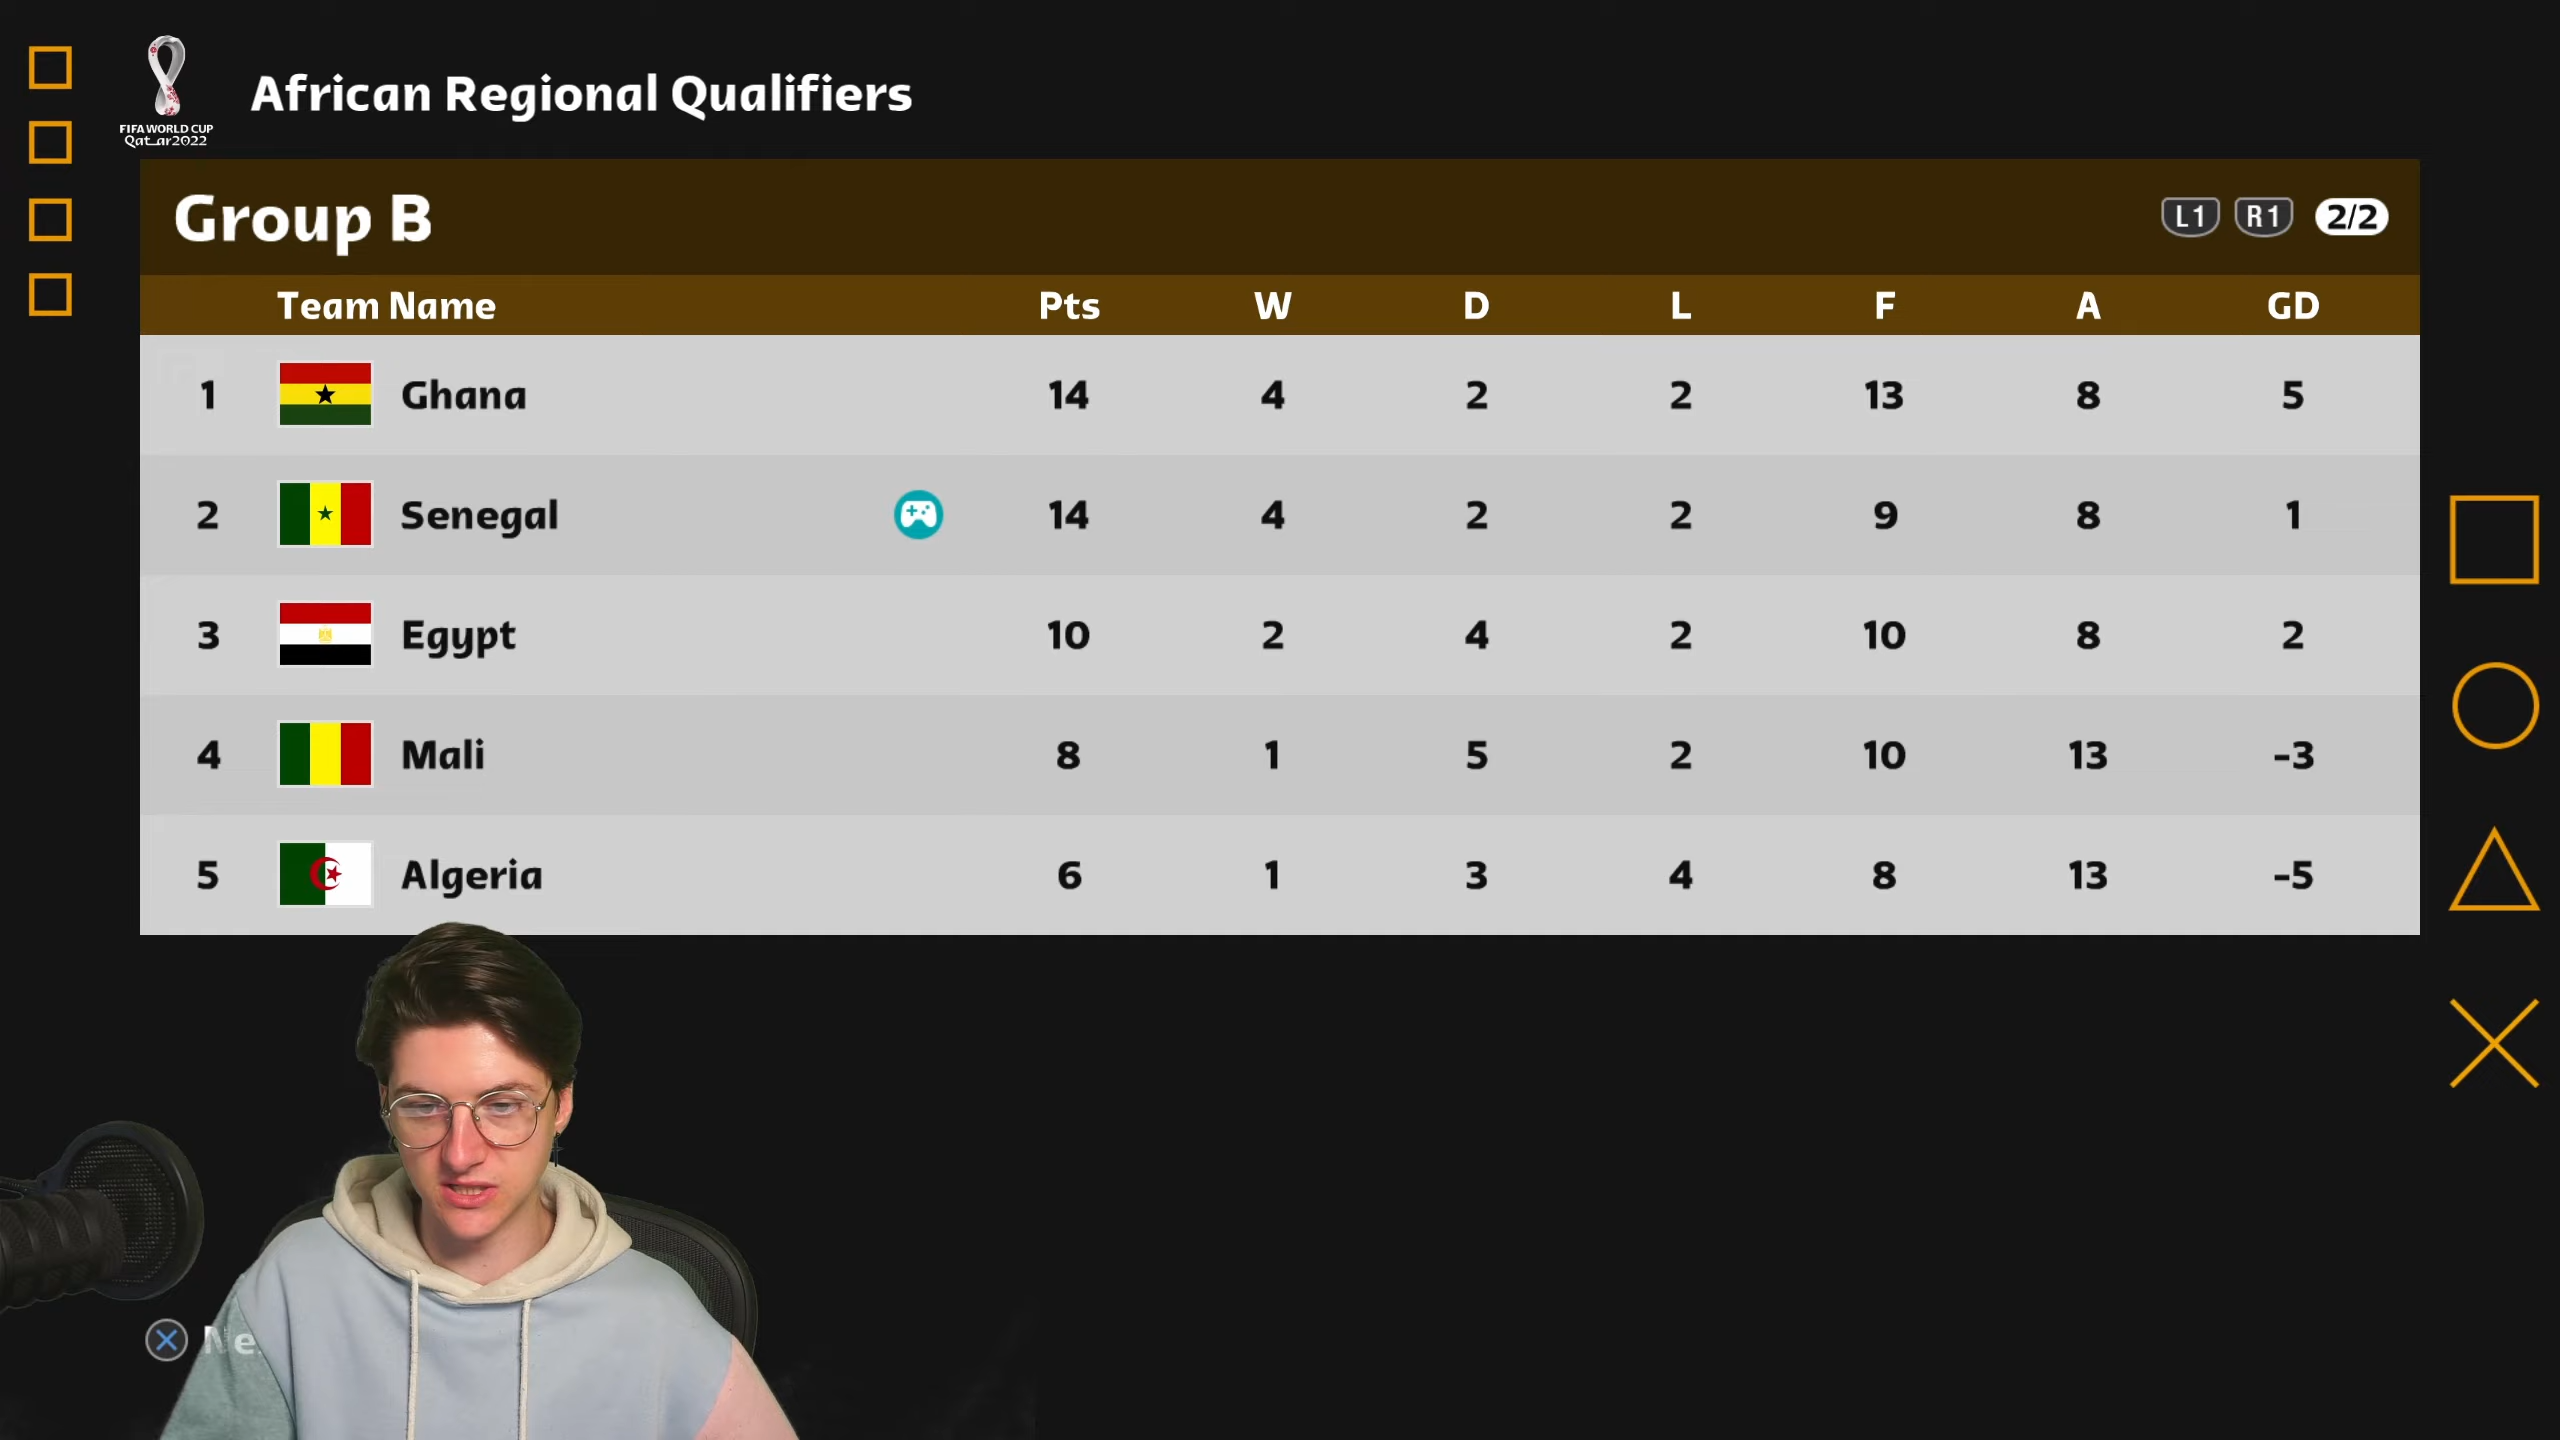 FIFA WORLD CUP
Qatar2022
African Regional Qualifiers
Group B L1 R1 2/2
Team Name Pts W D L F A GD
1 Ghana 14 4 2 2 13 8 5
2 Senegal 14 4 2 2 9 8 1
3 Egypt 10 2 4 2 10 8 2
4 Mali 8 1 5 2 10 13 -3
5 Algeria 6 1 3 4 8 13 -5